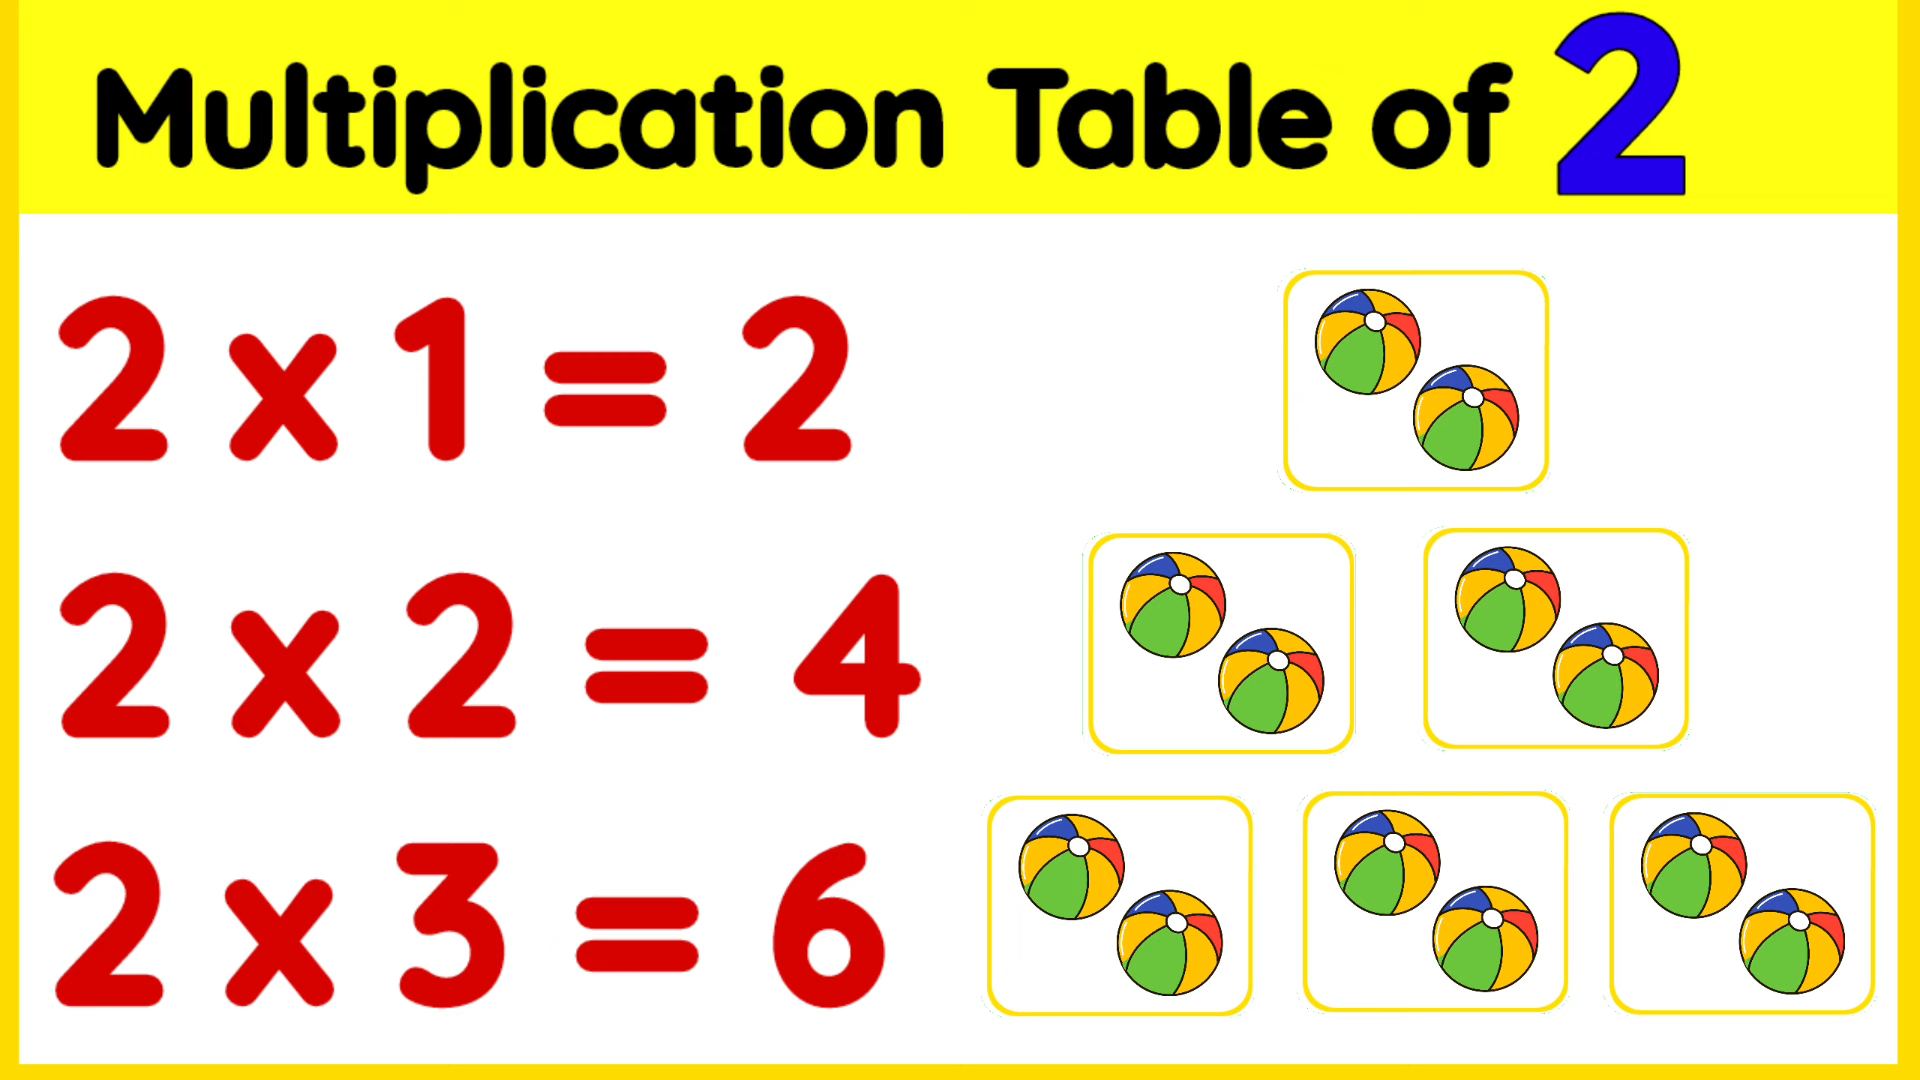 Multiplication Table of 2
2 x 1 = 2
2 x 2 = 4
2 x 3 = 6